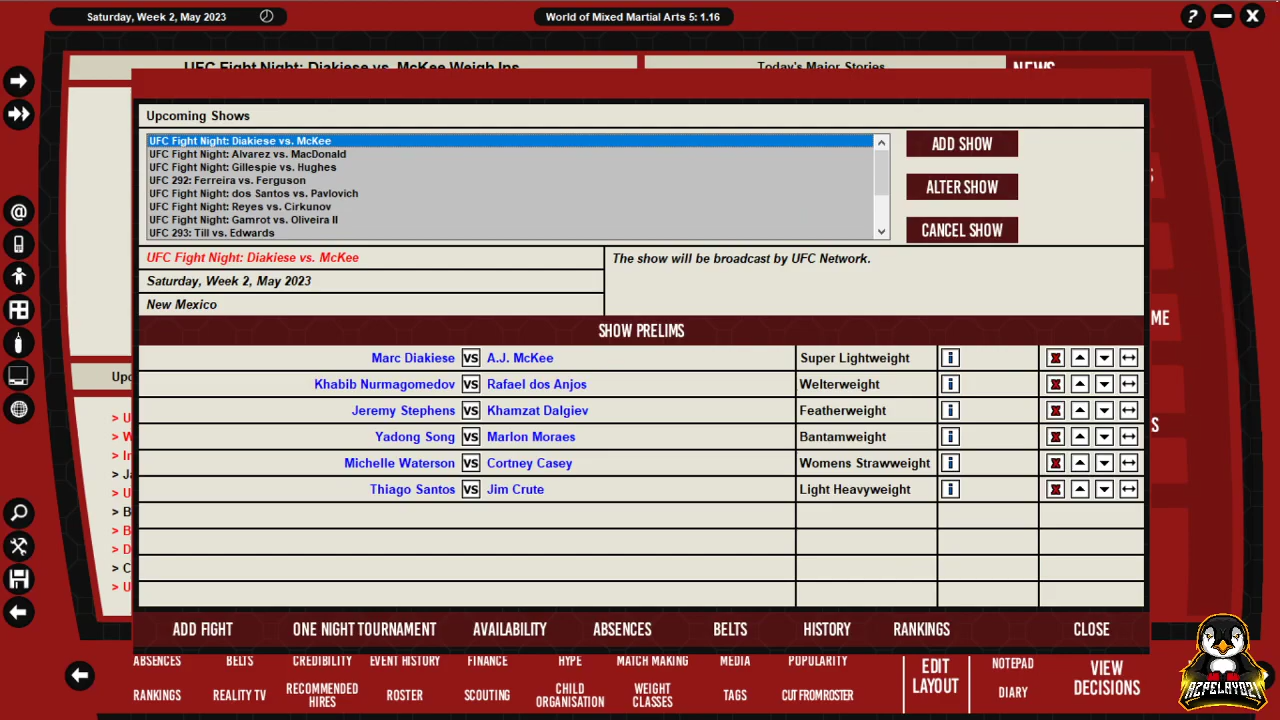 Saturday, Week 2, May 2023
World of Mixed Martial Arts 5: 1.16
?
UFC Fight Night: Diakiese vs. McKee Weigh Ins
Today's Major Stories
NEWS
Upcoming Shows
UFC Fight Night: Diakiese vs. McKee
UFC Fight Night: Alvarez vs. MacDonald
UFC Fight Night: Gillespie vs. Hughes
UFC 292: Ferreira vs. Ferguson
UFC Fight Night: dos Santos vs. Pavlovich
UFC Fight Night: Reyes vs. Cirkunov
UFC Fight Night: Gamrot vs. Oliveira II
UFC 293: Till vs. Edwards
ADD SHOW
ALTER SHOW
CANCEL SHOW
UFC Fight Night: Diakiese vs. McKee
Saturday, Week 2, May 2023
New Mexico
The show will be broadcast by UFC Network.
SHOW PRELIMS
Marc Diakiese VS A.J. McKee Super Lightweight i X
Khabib Nurmagomedov VS Rafael dos Anjos Welterweight i X
Jeremy Stephens VS Khamzat Dalgiev Featherweight i X
Yadong Song VS Marlon Moraes Bantamweight i X
Michelle Waterson VS Cortney Casey Womens Strawweight i X
Thiago Santos VS Jim Crute Light Heavyweight i X
ADD FIGHT ONE NIGHT TOURNAMENT AVAILABILITY ABSENCES BELTS HISTORY RANKINGS CLOSE
ABSENCES BELTS CREDIBILITY EVENT HISTORY FINANCE HYPE MATCH MAKING MEDIA POPULARITY
RANKINGS REALITY TV RECOMMENDED HIRES ROSTER SCOUTING CHILD ORGANISATION WEIGHT CLASSES TAGS CUT FROM ROSTER
EDIT LAYOUT
NOTEPAD
DIARY
VIEW DECISIONS
ACPELAYO21